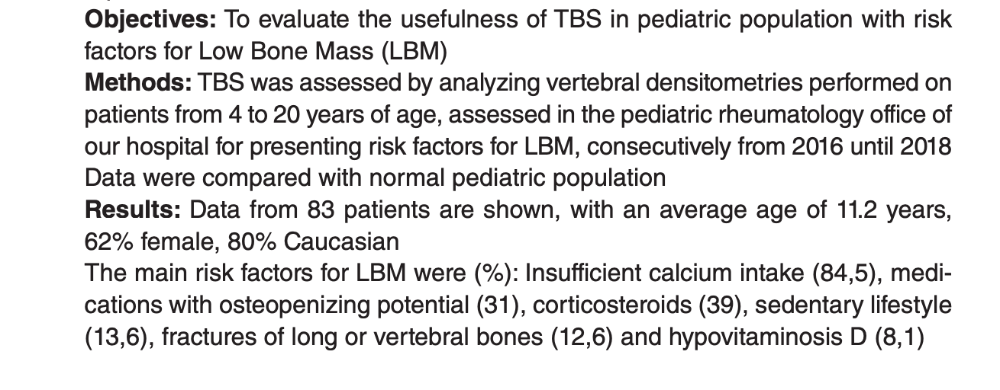 Objectives: To evaluate the usefulness of TBS in pediatric population with risk
factors for Low Bone Mass (LBM)
Methods: TBS was assessed by analyzing vertebral densitometries performed on
patients from 4 to 20 years of age, assessed in the pediatric rheumatology office of
our hospital for presenting risk factors for LBM, consecutively from 2016 until 2018
Data were compared with normal pediatric population
Results: Data from 83 patients are shown, with an average age of 11.2 years,
62% female, 80% Caucasian
The main risk factors for LBM were (%): Insufficient calcium intake (84,5), medi-
cations with osteopenizing potential (31), corticosteroids (39), sedentary lifestyle
(13,6), fractures of long or vertebral bones (12,6) and hypovitaminosis D (8,1)